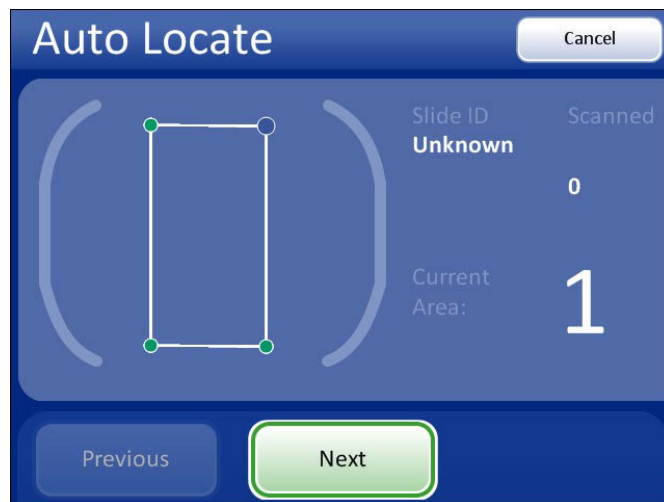 Auto Locate
Cancel
Slide ID
Unknown
Scanned
0
Current
Area:
1
Previous
Next